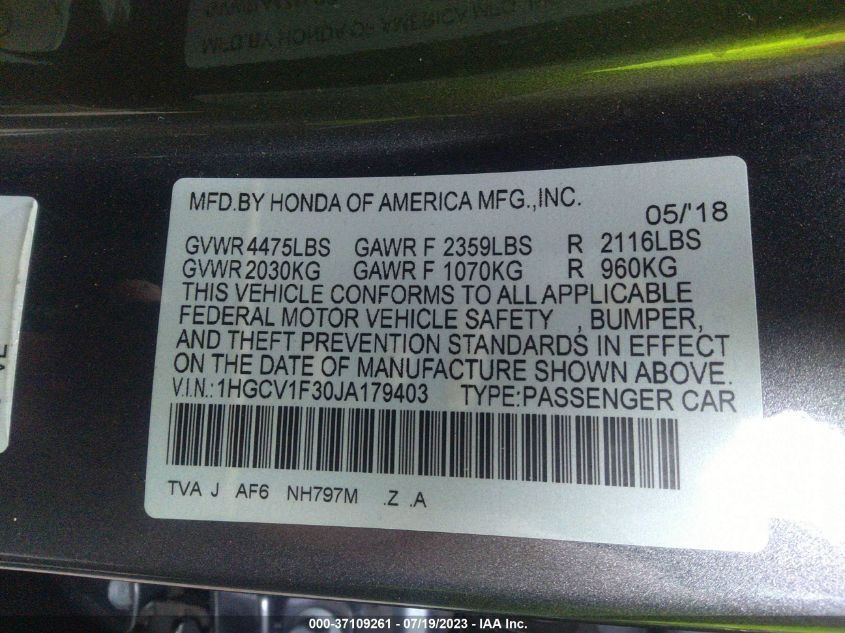 MFD.BY HONDA OF AMERICA MFG.,INC.
05/'18
GVWR 4475LBS GAWR F 2359LBS R 2116LBS
GVWR 2030KG GAWR F 1070KG R 960KG
THIS VEHICLE CONFORMS TO ALL APPLICABLE
FEDERAL MOTOR VEHICLE SAFETY , BUMPER,
AND THEFT PREVENTION STANDARDS IN EFFECT
ON THE DATE OF MANUFACTURE SHOWN ABOVE.
V.I.N.:1HGCV1F30JA179403 TYPE:PASSENGER CAR
TVA J AF6 NH797M .Z .A
000-37109261 - 07/19/2023 - IAA Inc.